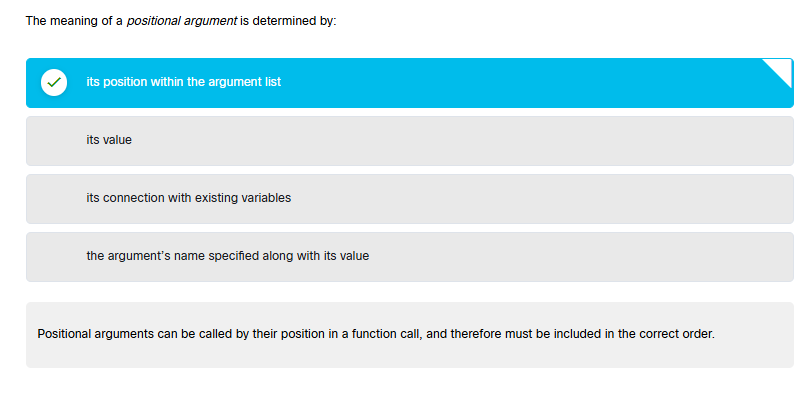 The meaning of a positional argument is determined by:
its position within the argument list
its value
its connection with existing variables
the argument's name specified along with its value
Positional arguments can be called by their position in a function call, and therefore must be included in the correct order.